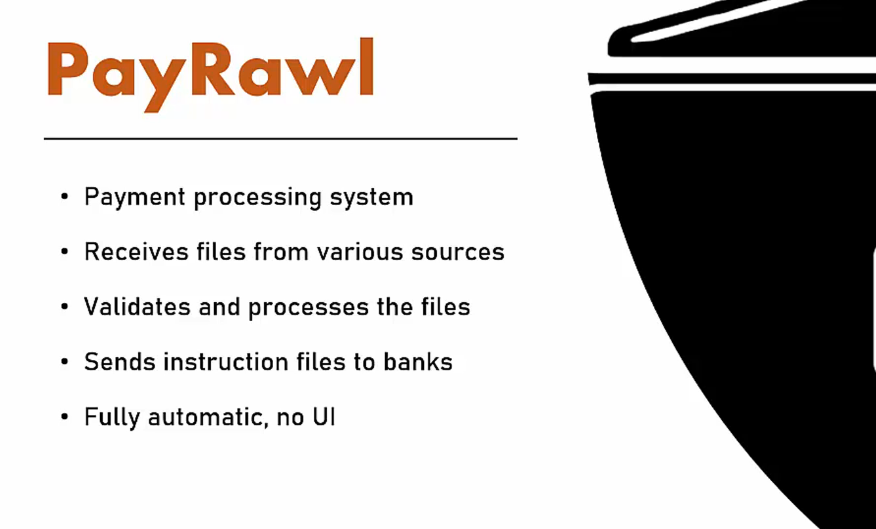 PayRawl
• Payment processing system
• Receives files from various sources
• Validates and processes the files
• Sends instruction files to banks
• Fully automatic, no UI